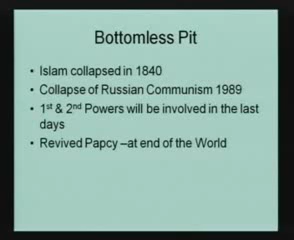 Bottomless Pit
• Islam collapsed in 1840
• Collapse of Russian Communism 1989
• 1st & 2nd Powers will be involved in the last
days
• Revived Papcy –at end of the World